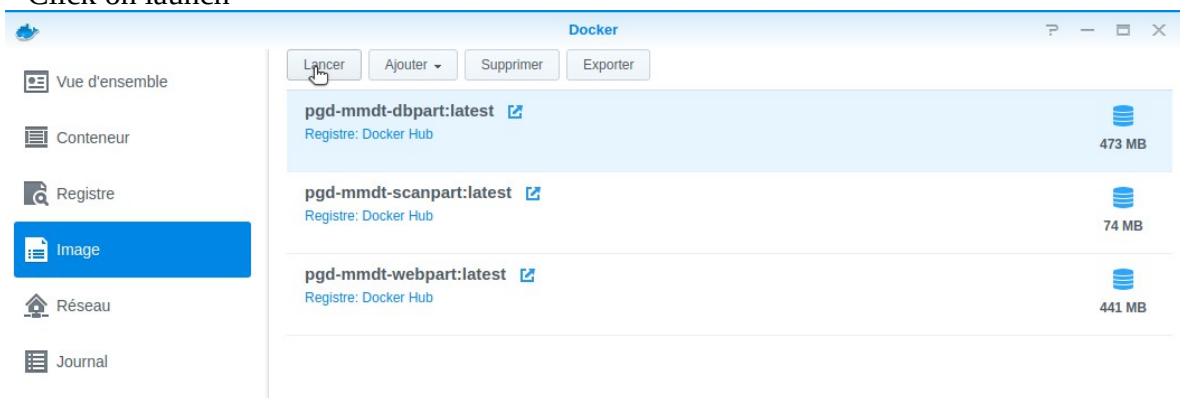 Click on launch
Docker
Lancer Ajouter Supprimer Exporter
Vue d'ensemble
Conteneur
Registre
Image
Réseau
Journal
pgd-mmdt-dbpart:latest
Registre: Docker Hub
473 MB
pgd-mmdt-scanpart:latest
Registre: Docker Hub
74 MB
pgd-mmdt-webpart:latest
Registre: Docker Hub
441 MB